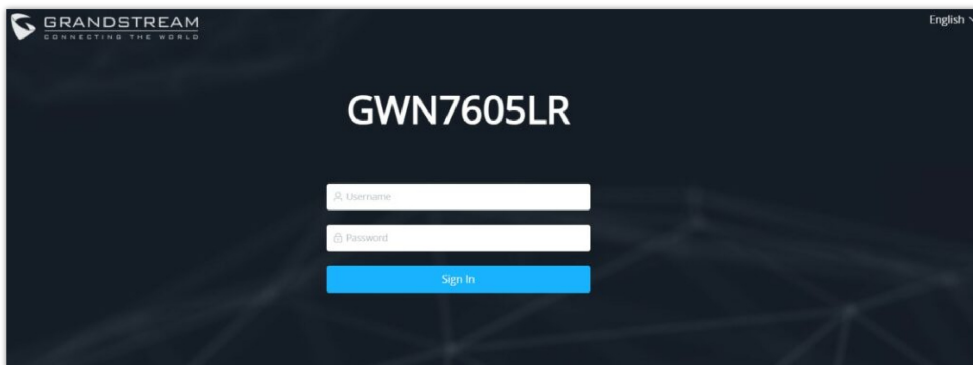 GRANDSTREAM
CONNECTING THE WORLD
English
GWN7605LR
Username
Password
Sign In